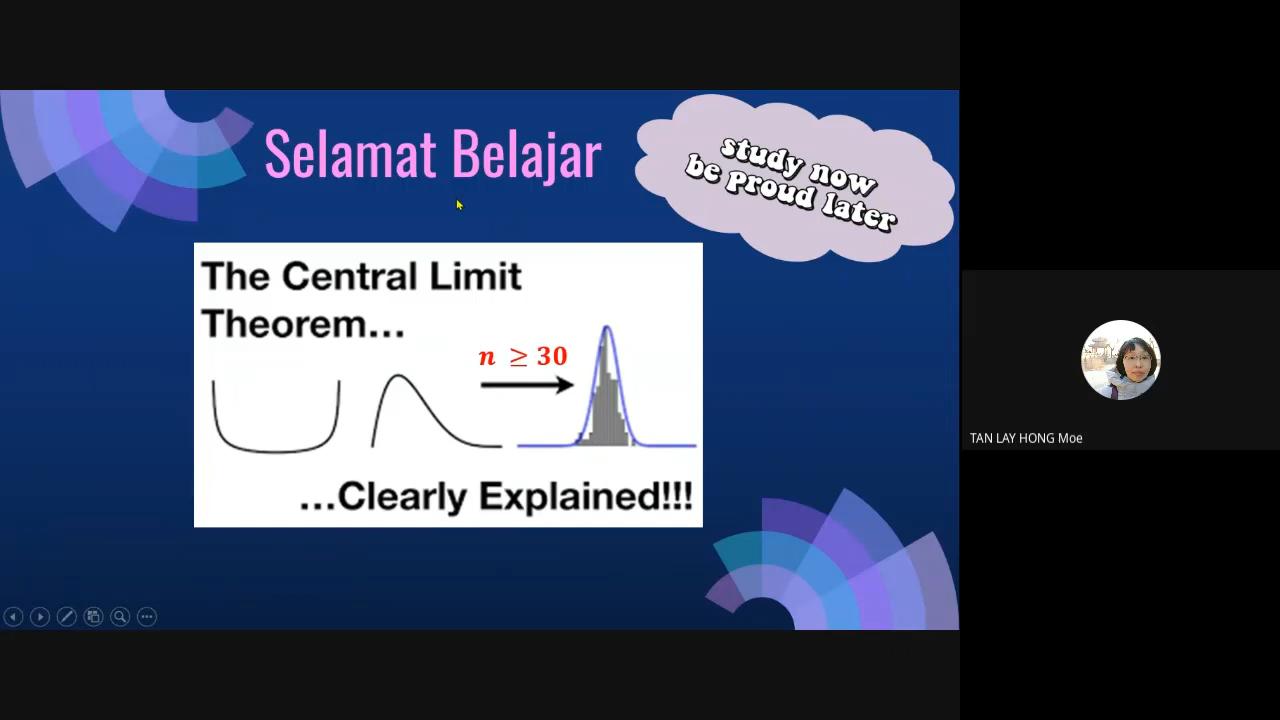 Selamat Belajar
study now
be proud later
The Central Limit
Theorem...
n ≥ 30
...Clearly Explained!!!
TAN LAY HONG Moe